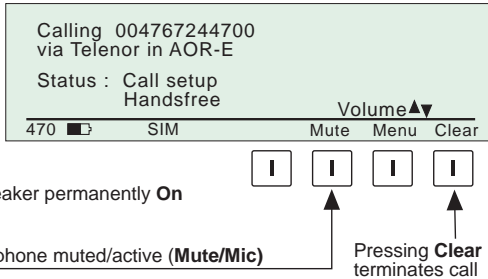 Calling 004767244700
via Telenor in AOR-E
Status : Call setup
Handsfree
Volume
470 SIM Mute Menu Clear
eaker permanently On
phone muted/active (Mute/Mic)
Pressing Clear
terminates call